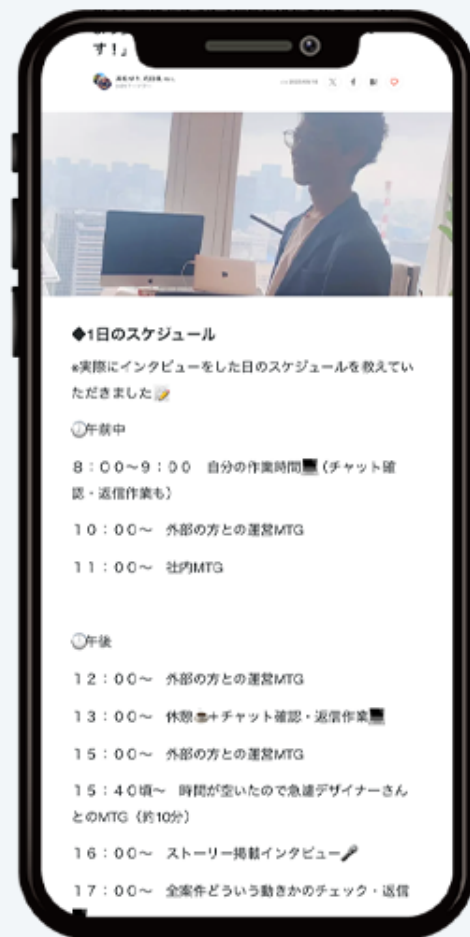 す！」
◆1日のスケジュール
※実際にインタビューをした日のスケジュールを教えてい
ただきました📝
🕛午前中
８：００〜９：００　自分の作業時間💻（チャット確
認・返信作業も）
１０：００〜　外部の方との運営MTG
１１：００〜　社内MTG
🕛午後
１２：００〜　外部の方との運営MTG
１３：００〜　休憩☕+チャット確認・返信作業💻
１５：００〜　外部の方との運営MTG
１５：４０頃〜　時間が空いたので急遽デザイナーさん
とのMTG（約10分）
１６：００〜　ストーリー掲載インタビュー🎤
１７：００〜　全案件どういう動きかのチェック・返信